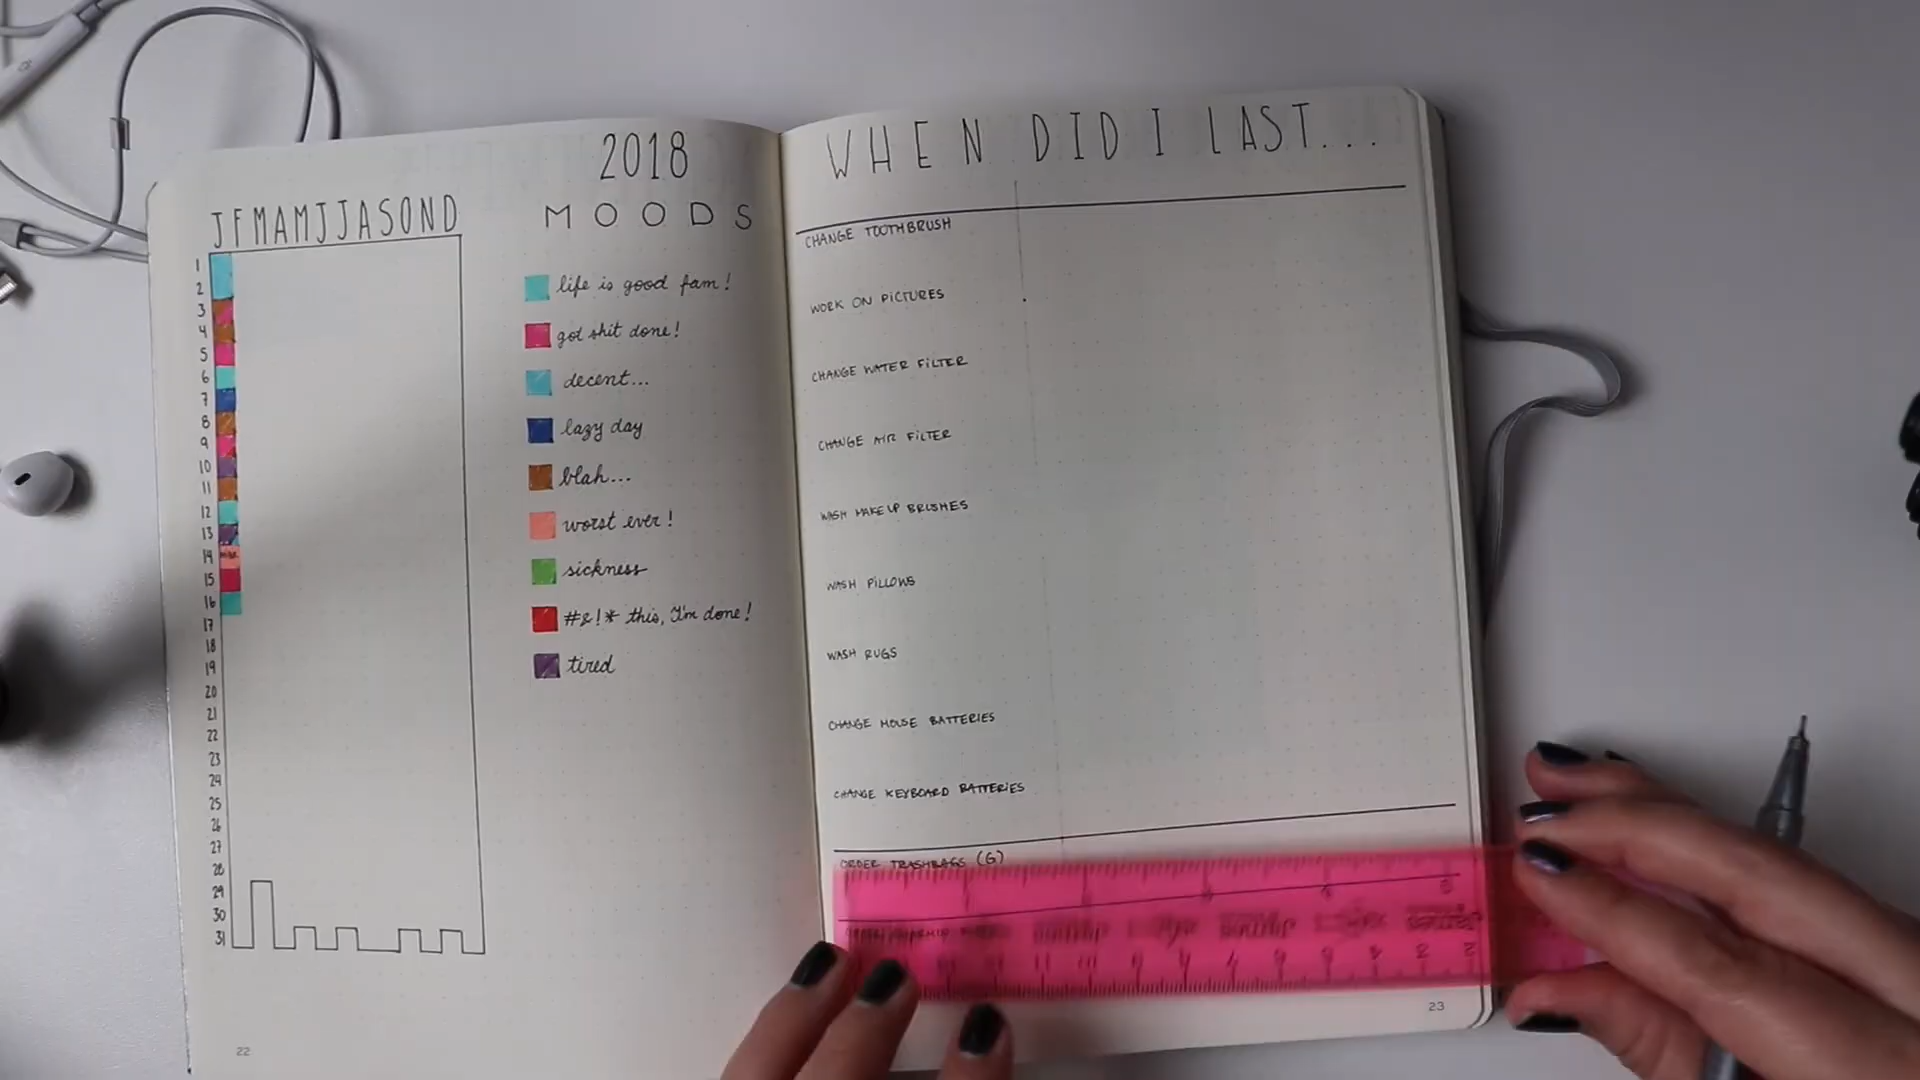 2018
JFMAMJJASOND
MOODS
1
2
3
4
5
6
7
8
9
10
11
12
13
14
15
16
17
18
19
20
21
22
23
24
25
26
27
28
29
30
31
life is good fam!
got shit done!
decent...
lazy day
blah...
worst ever!
sickness
#&!* this, I'm done!
tired
22
WHEN DID I LAST...
CHANGE TOOTHBRUSH
WORK ON PICTURES
CHANGE WATER FILTER
CHANGE AIR FILTER
WASH MAKEUP BRUSHES
WASH PILLOWS
WASH RUGS
CHANGE MOUSE BATTERIES
CHANGE KEYBOARD BATTERIES
ORDER TRASHBAGS (G)
23